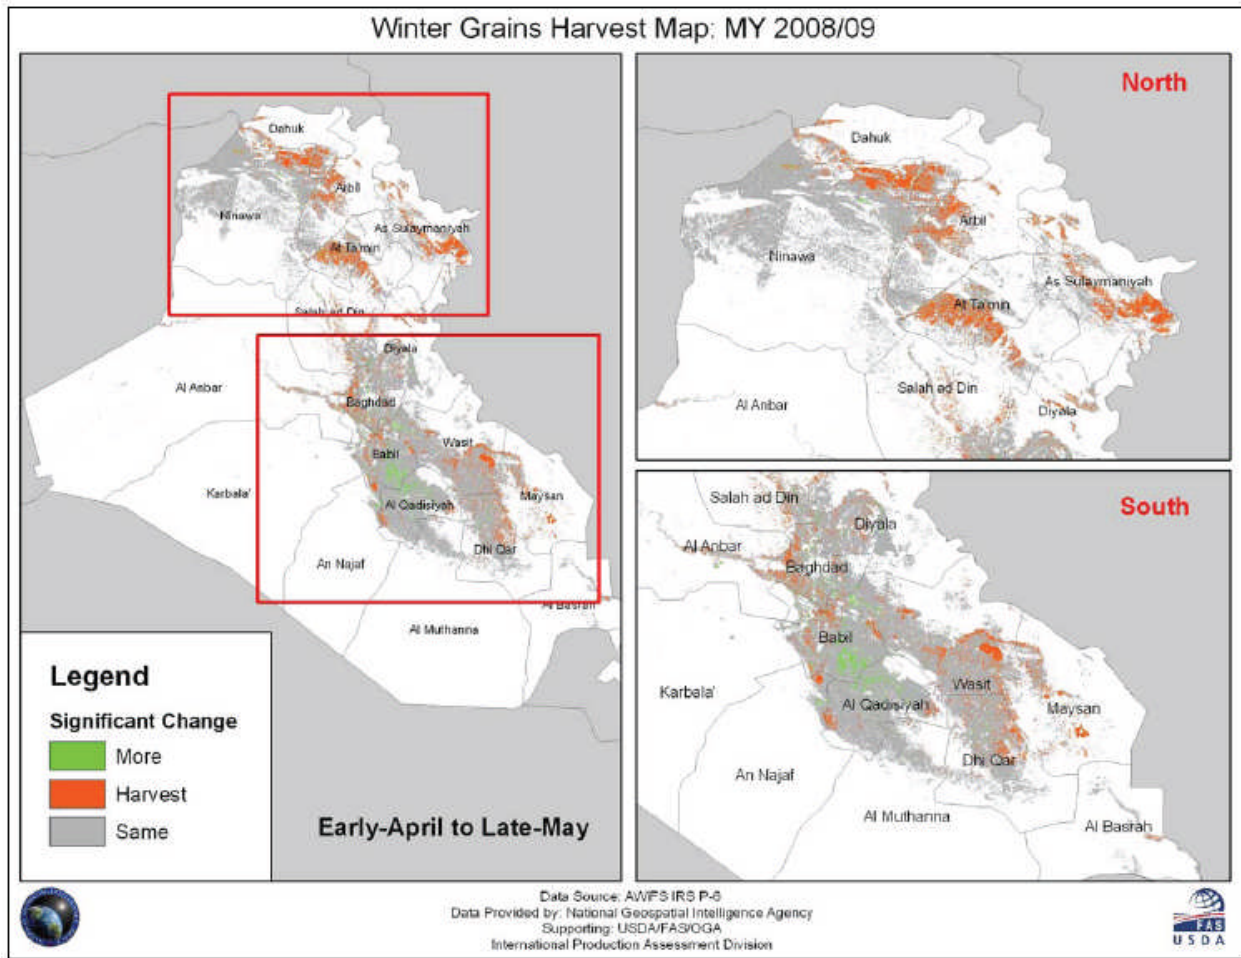 Winter Grains Harvest Map: MY 2008/09
Dahuk
Arbil
Ninawa
As Sulaymaniyah
At Ta'min
Salah ad Din
Diyala
Al Anbar
Baghdad
Wasit
Babil
Karbala'
Maysan
Al Qadisiyah
Dhi Qar
An Najaf
Al Basrah
Al Muthanna
Legend
Significant Change
More
Harvest
Same
Early-April to Late-May
North
Dahuk
Arbil
Ninawa
As Sulaymaniyah
At Ta'min
Salah ad Din
Al Anbar
Diyala
South
Salah ad Din
Diyala
Al Anbar
Baghdad
Babil
Wasit
Karbala'
Al Qadisiyah
Maysan
Dhi Qar
An Najaf
Al Muthanna
Al Basrah
Data Source: AWIFS IRS P-6
Data Provided by: National Geospatial Intelligence Agency
Supporting: USDA/FAS/OGA
International Production Assessment Division
FAS
USDA